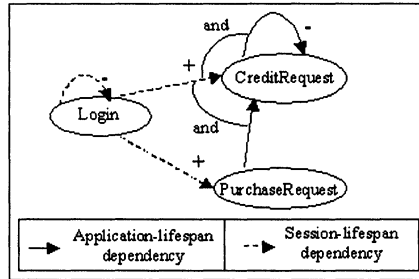 and
-
+
CreditRequest
-
Login
and
+
PurchaseRequest
Application-lifespan
dependency
Session-lifespan
dependency